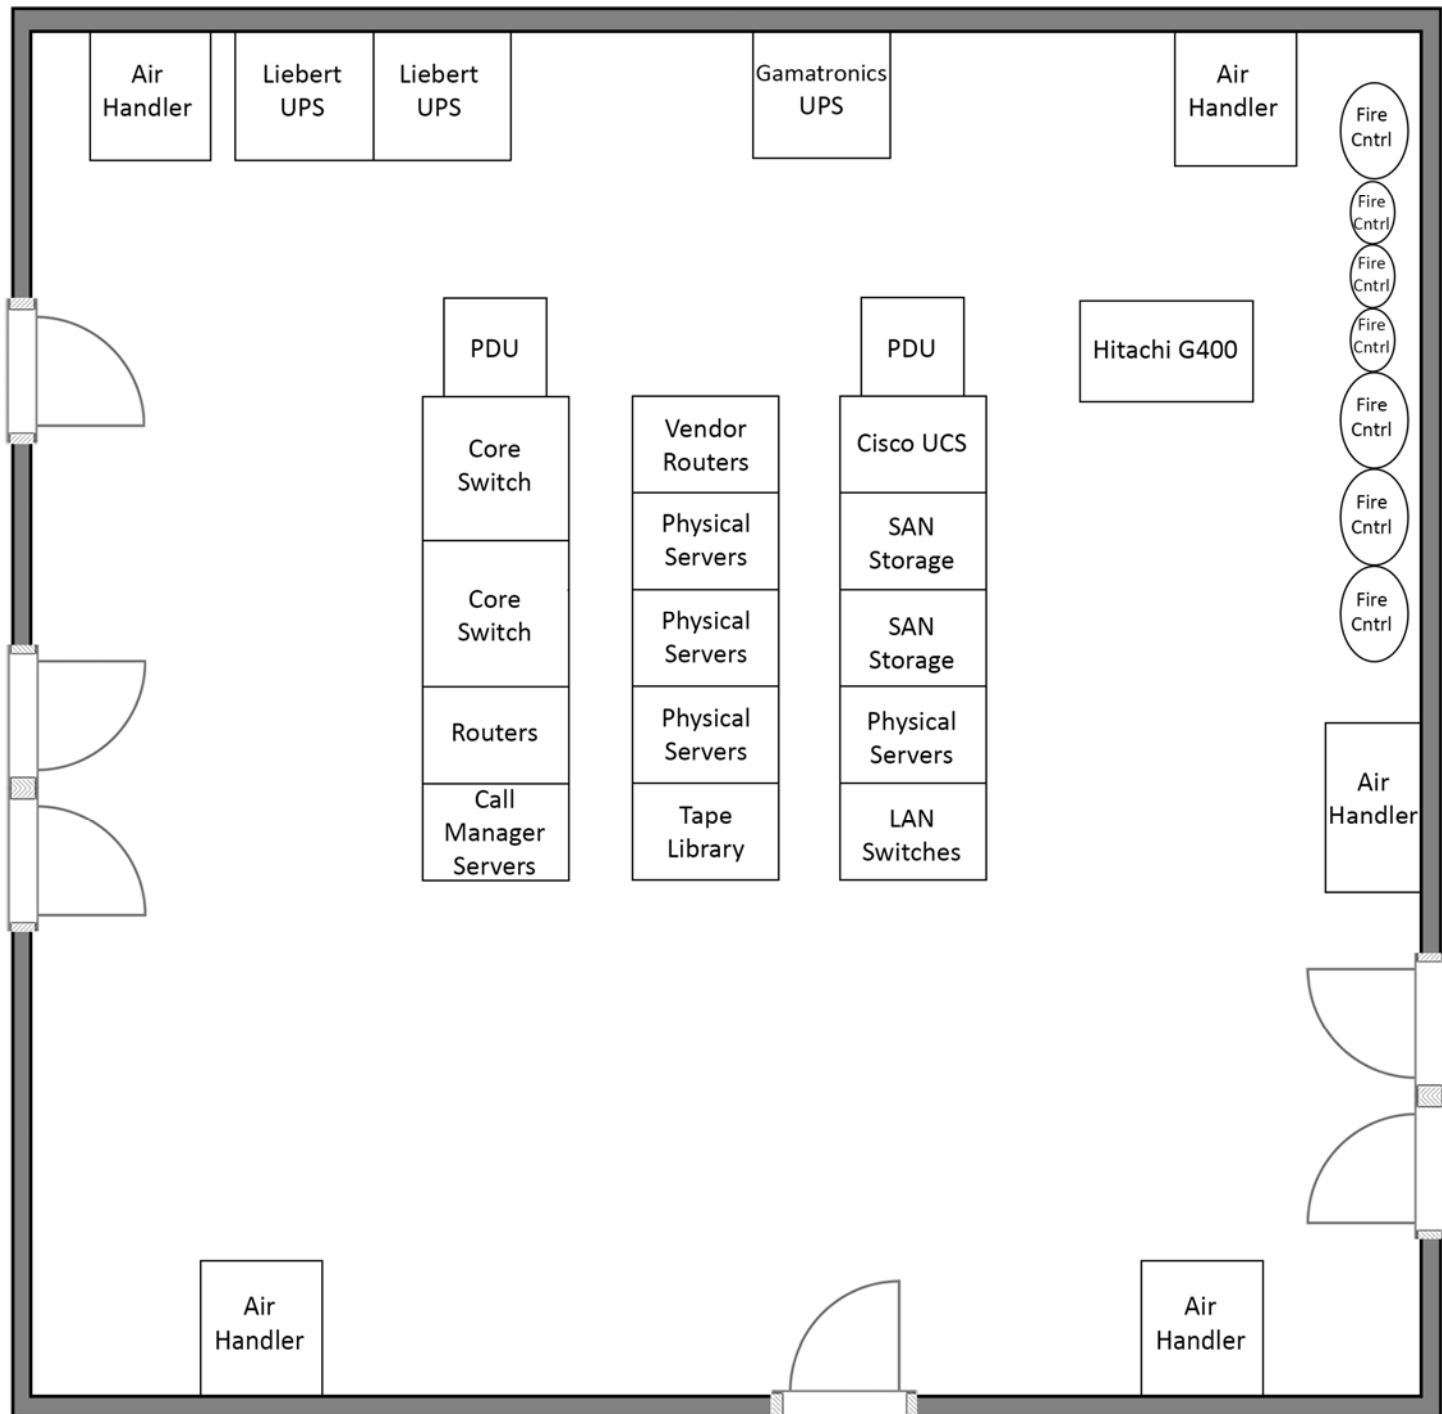 Air
Handler
Liebert
UPS
Liebert
UPS
Gamatronics
UPS
Air
Handler
Fire
Cntrl
Fire
Cntrl
Fire
Cntrl
Fire
Cntrl
Fire
Cntrl
Fire
Cntrl
Fire
Cntrl
PDU
PDU
Hitachi G400
Core
Switch
Core
Switch
Routers
Call
Manager
Servers
Vendor
Routers
Physical
Servers
Physical
Servers
Physical
Servers
Tape
Library
Cisco UCS
SAN
Storage
SAN
Storage
Physical
Servers
LAN
Switches
Air
Handler
Air
Handler
Air
Handler